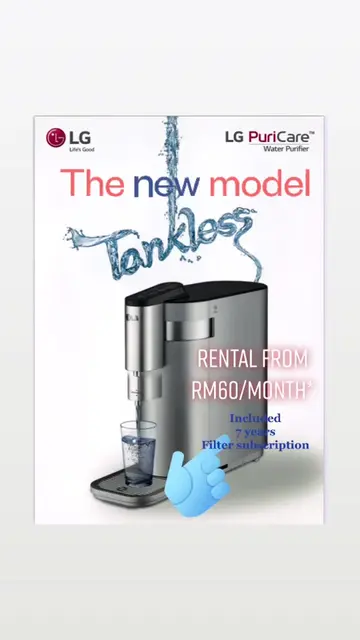 LG
Life's Good
LG PuriCare™
Water Purifier
The new model
Tankless
LG
RENTAL FROM
RM60/MONTH*
Included
7 years
Filter subscription